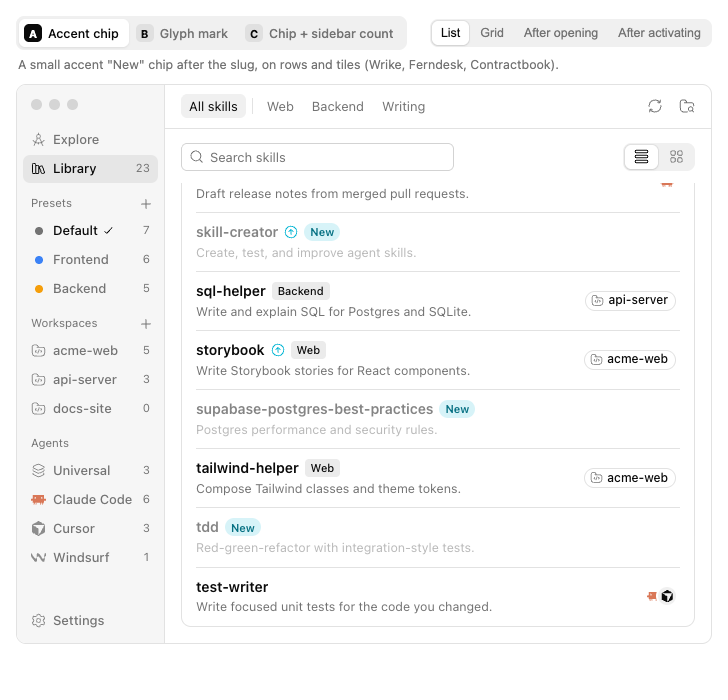 A Accent chip B Glyph mark C Chip + sidebar count List Grid After opening After activating
A small accent "New" chip after the slug, on rows and tiles (Wrike, Ferndesk, Contractbook).
Explore
Library 23
Presets
Default 7
Frontend 6
Backend 5
Workspaces
acme-web 5
api-server 3
docs-site 0
Agents
Universal 3
Claude Code 6
Cursor 3
Windsurf 1
Settings
All skills Web Backend Writing
Search skills
Draft release notes from merged pull requests.
skill-creator New
Create, test, and improve agent skills.
sql-helper Backend
Write and explain SQL for Postgres and SQLite.
api-server
storybook Web
Write Storybook stories for React components.
acme-web
supabase-postgres-best-practices New
Postgres performance and security rules.
tailwind-helper Web
Compose Tailwind classes and theme tokens.
acme-web
tdd New
Red-green-refactor with integration-style tests.
test-writer
Write focused unit tests for the code you changed.